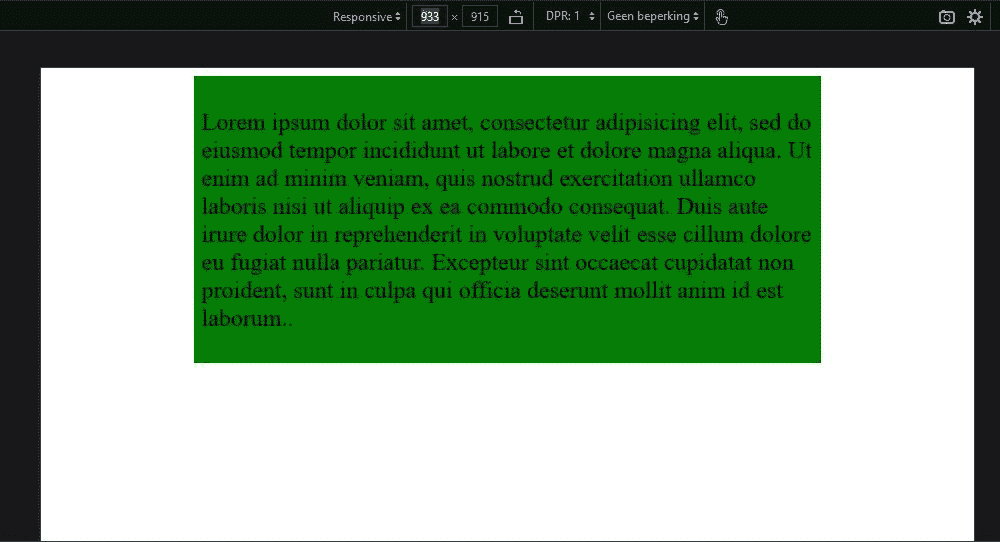 Responsive 933 × 915 DPR: 1 Geen beperking
Lorem ipsum dolor sit amet, consectetur adipisicing elit, sed do
eiusmod tempor incididunt ut labore et dolore magna aliqua. Ut
enim ad minim veniam, quis nostrud exercitation ullamco
laboris nisi ut aliquip ex ea commodo consequat. Duis aute
irure dolor in reprehenderit in voluptate velit esse cillum dolore
eu fugiat nulla pariatur. Excepteur sint occaecat cupidatat non
proident, sunt in culpa qui officia deserunt mollit anim id est
laborum..